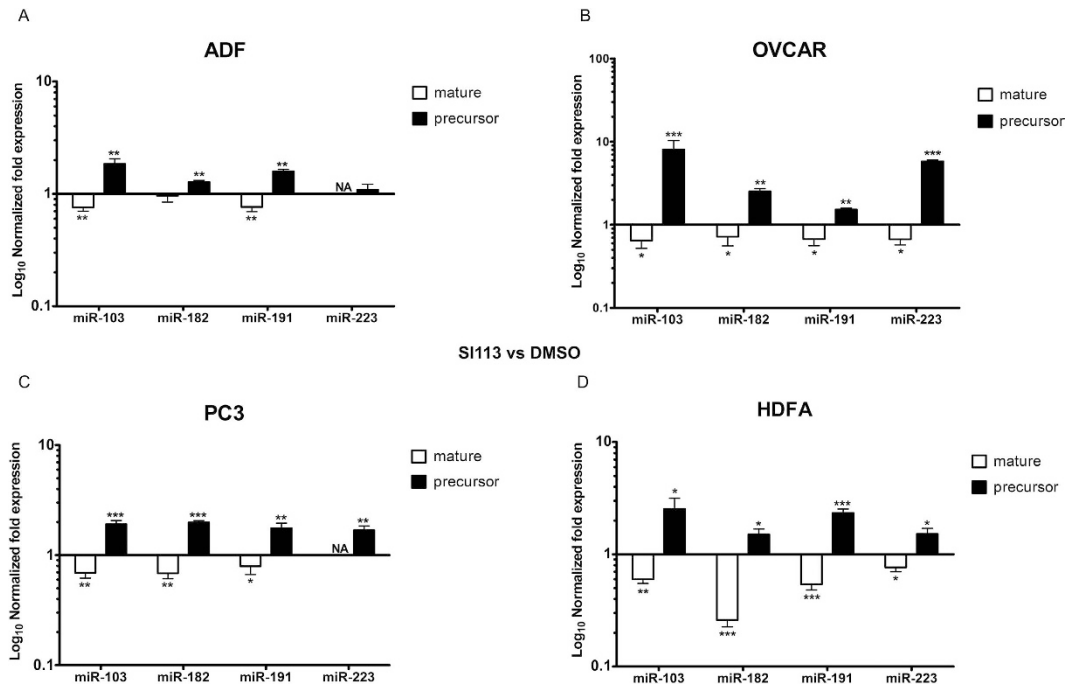 A
ADF
Log10 Normalized fold expression
10
1
0.1
**
**
**
**
**
NA
miR-103 miR-182 miR-191 miR-223
mature
precursor
B
OVCAR
Log10 Normalized fold expression
100
10
1
0.1
***
**
**
***
*
*
*
*
miR-103 miR-182 miR-191 miR-223
mature
precursor
SI113 vs DMSO
C
PC3
Log10 Normalized fold expression
10
1
0.1
***
***
**
**
NA
**
**
*
miR-103 miR-182 miR-191 miR-223
mature
precursor
D
HDFA
Log10 Normalized fold expression
10
1
0.1
*
*
***
*
**
***
***
*
miR-103 miR-182 miR-191 miR-223
mature
precursor